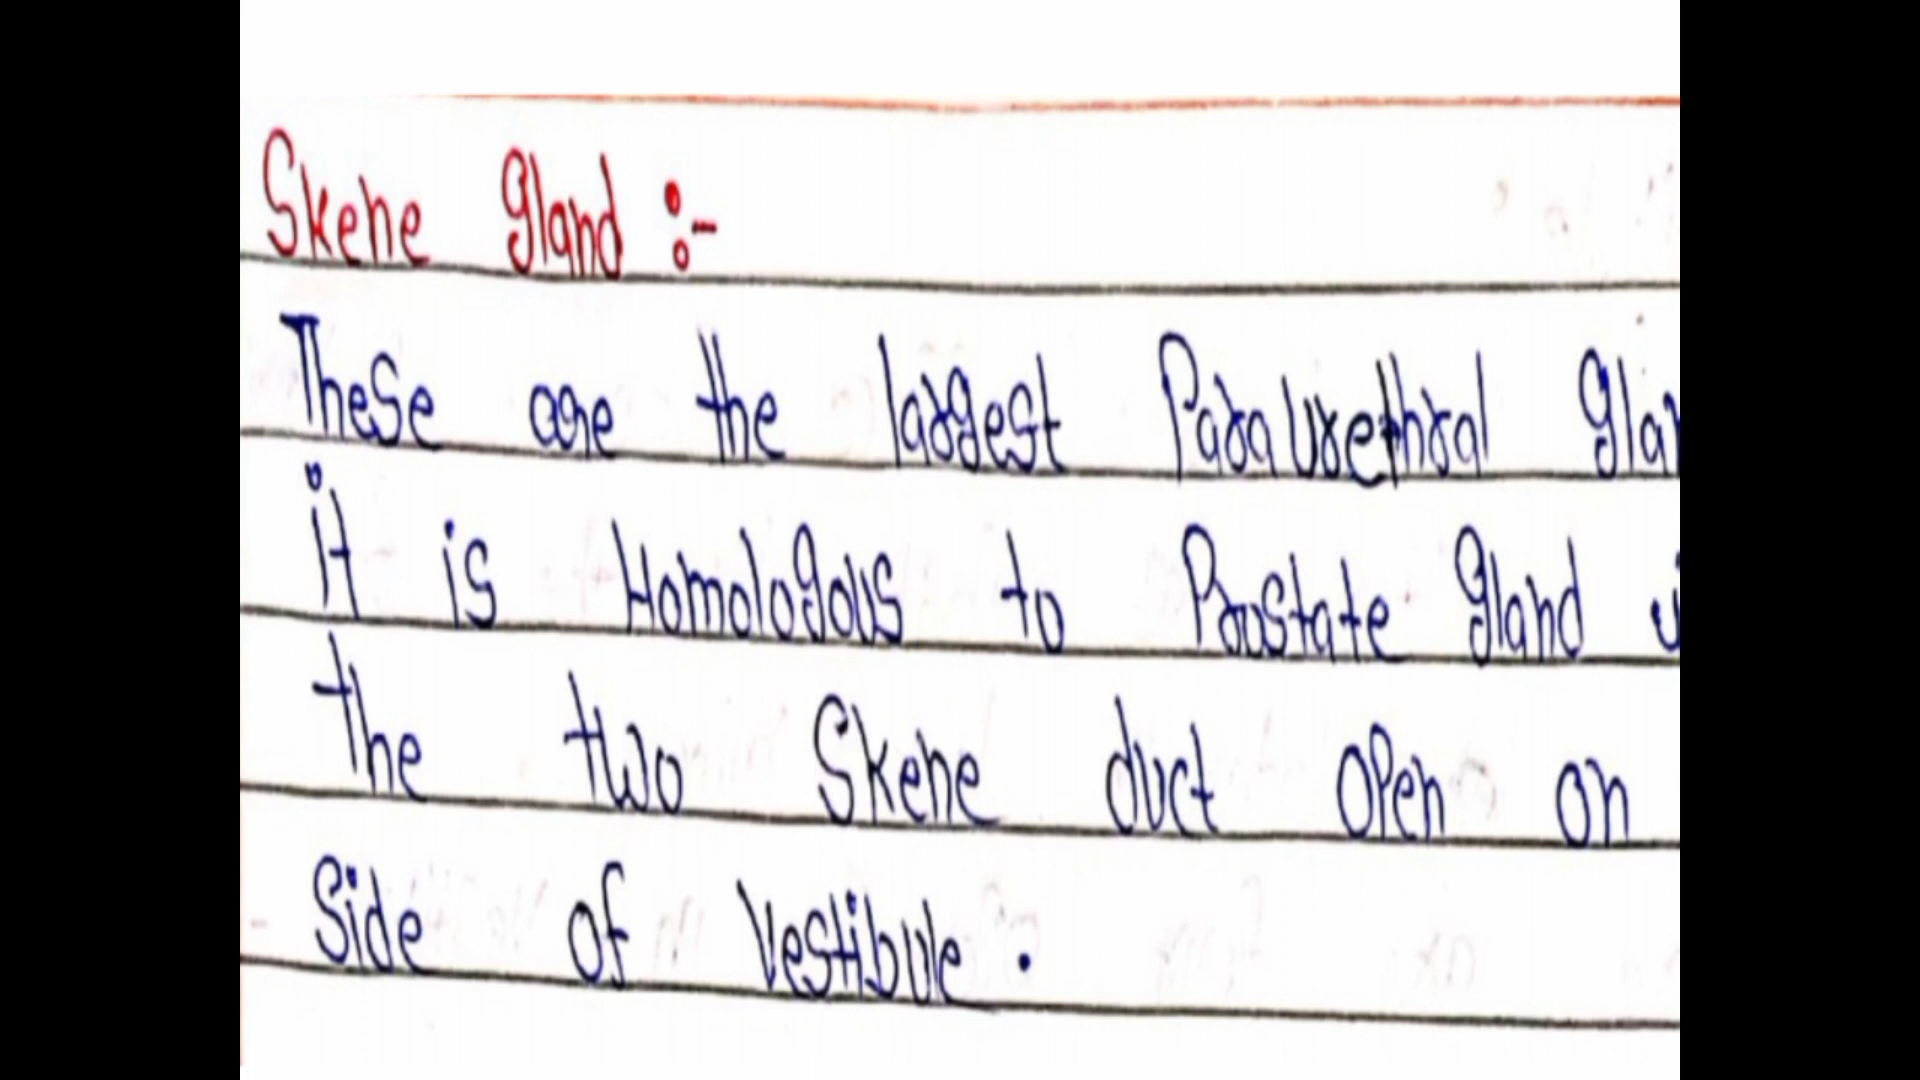 Skene gland :-
These are the largest Paraurethral glan
it is Homologous to Prostate gland
the two Skene duct open on
Side of Vestibule .